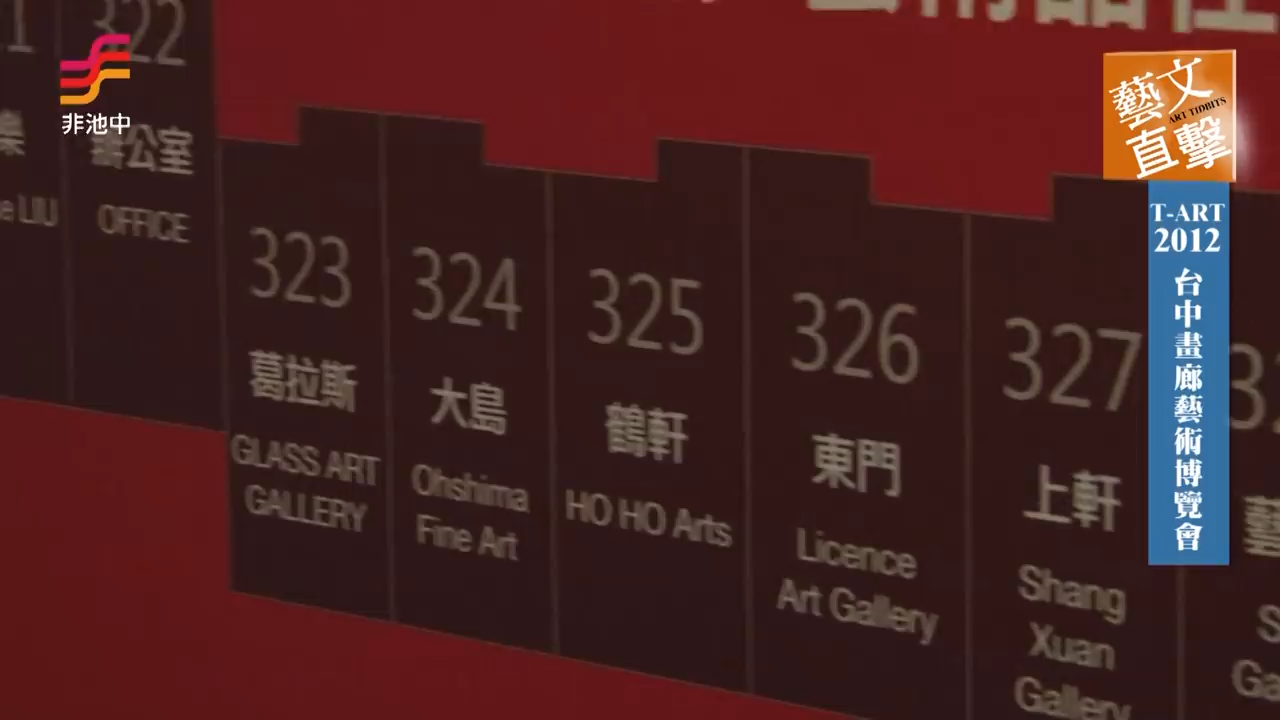 非池中
藝文
ART TIDBITS
直擊
T-ART
2012
台中畫廊藝術博覽會
322
辦公室
OFFICE
LIU
323
葛拉斯
GLASS ART
GALLERY
324
大島
Ohshima
Fine Art
325
鶴軒
HO HO Arts
326
東門
Licence
Art Gallery
327
上軒
Shang
Xuan
Gallery